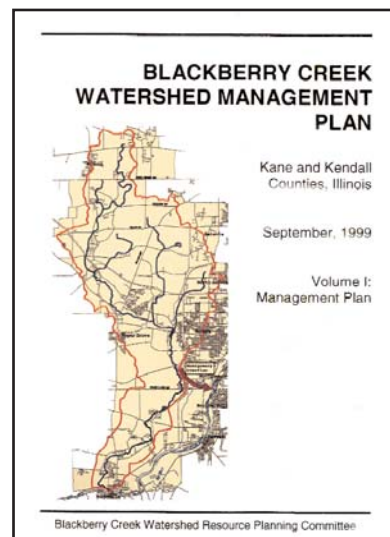 BLACKBERRY CREEK
WATERSHED MANAGEMENT
PLAN
Kane and Kendall
Counties, Illinois
September, 1999
Volume I:
Management Plan
Blackberry Creek Watershed Resource Planning Committee